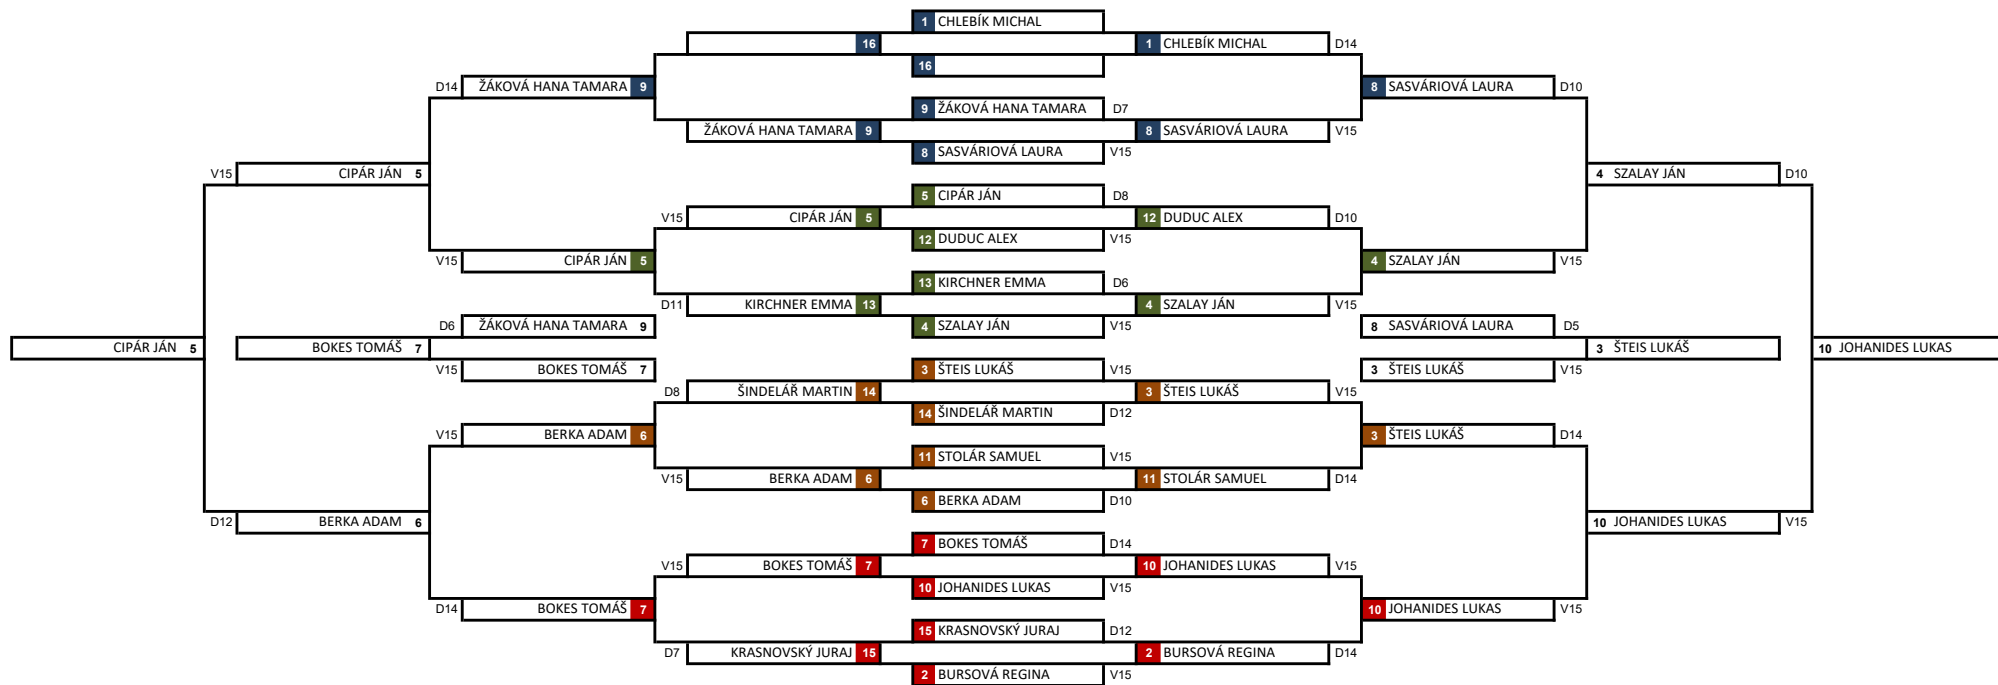 1 CHLEBÍK MICHAL
16 1 CHLEBÍK MICHAL D14
16
D14 ŽÁKOVÁ HANA TAMARA 9 8 SASVÁRIOVÁ LAURA D10
9 ŽÁKOVÁ HANA TAMARA D7
ŽÁKOVÁ HANA TAMARA 9 8 SASVÁRIOVÁ LAURA V15
8 SASVÁRIOVÁ LAURA V15
V15 CIPÁR JÁN 5 4 SZALAY JÁN D10
5 CIPÁR JÁN D8
V15 CIPÁR JÁN 5 12 DUDUC ALEX D10
12 DUDUC ALEX V15
V15 CIPÁR JÁN 5 4 SZALAY JÁN V15
13 KIRCHNER EMMA D6
D11 KIRCHNER EMMA 13 4 SZALAY JÁN V15
D6 ŽÁKOVÁ HANA TAMARA 9 4 SZALAY JÁN V15 8 SASVÁRIOVÁ LAURA D5
CIPÁR JÁN 5 BOKES TOMÁŠ 7 3 ŠTEIS LUKÁŠ 10 JOHANIDES LUKAS
V15 BOKES TOMÁŠ 7 3 ŠTEIS LUKÁŠ V15 3 ŠTEIS LUKÁŠ V15
D8 ŠINDELÁŘ MARTIN 14 3 ŠTEIS LUKÁŠ V15
14 ŠINDELÁŘ MARTIN D12
V15 BERKA ADAM 6 3 ŠTEIS LUKÁŠ D14
11 STOLÁR SAMUEL V15
V15 BERKA ADAM 6 11 STOLÁR SAMUEL D14
6 BERKA ADAM D10
D12 BERKA ADAM 6 10 JOHANIDES LUKAS V15
7 BOKES TOMÁŠ D14
V15 BOKES TOMÁŠ 7 10 JOHANIDES LUKAS V15
10 JOHANIDES LUKAS V15
D14 BOKES TOMÁŠ 7 10 JOHANIDES LUKAS V15
15 KRASNOVSKÝ JURAJ D12
D7 KRASNOVSKÝ JURAJ 15 2 BURSOVÁ REGINA D14
2 BURSOVÁ REGINA V15